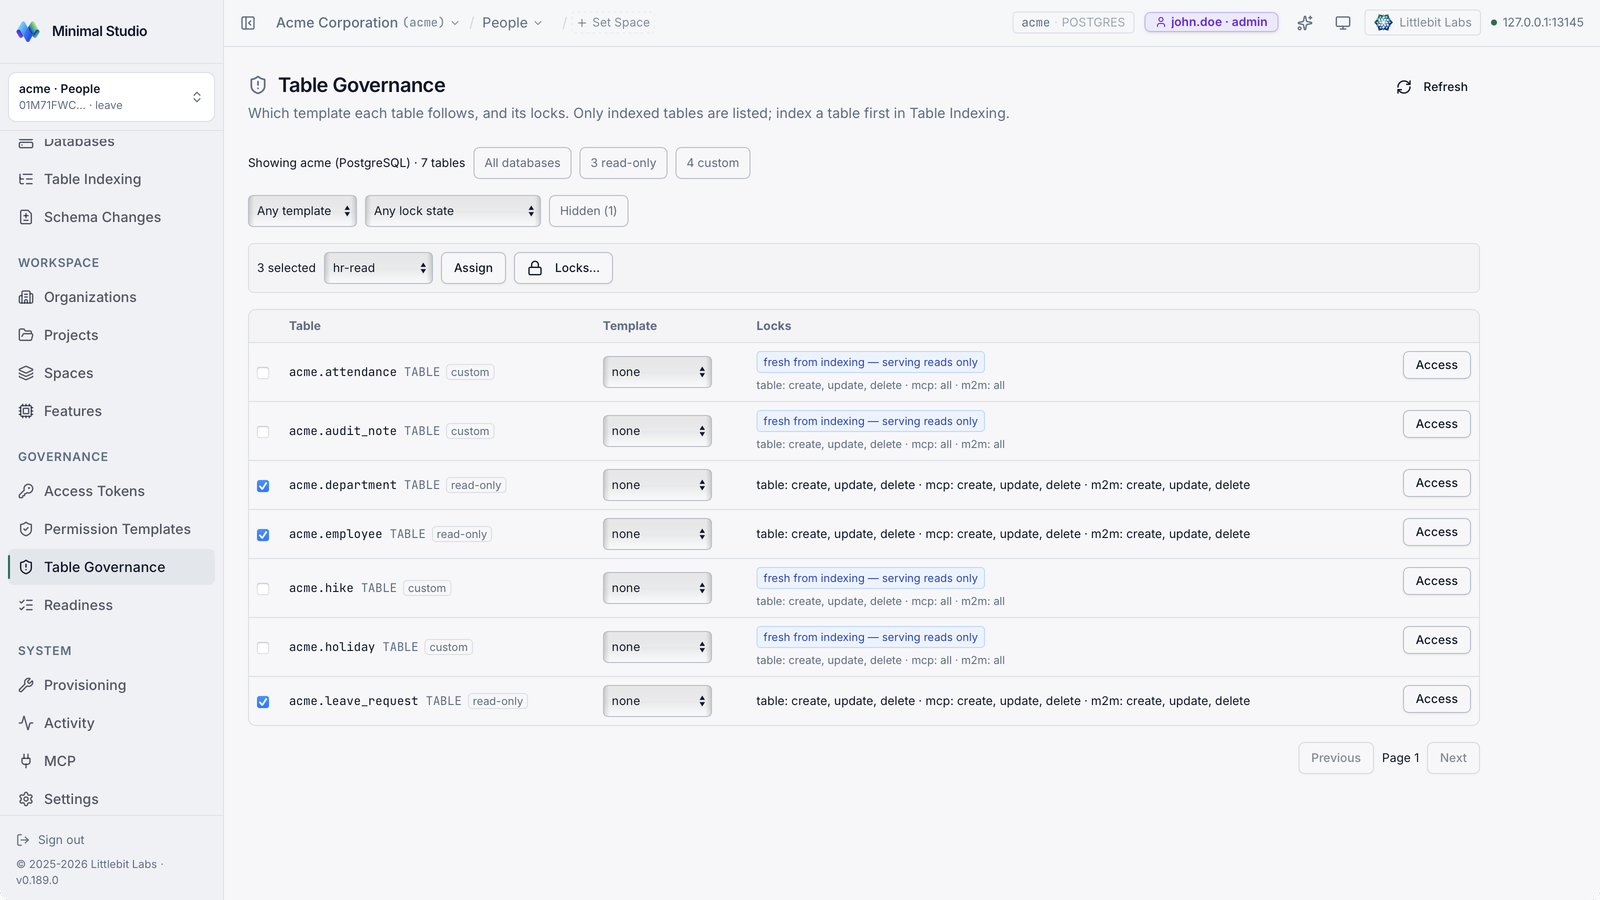 Minimal Studio
Acme Corporation (acme) / People / + Set Space
acme · POSTGRES
john.doe · admin
Littlebit Labs
127.0.0.1:13145
acme · People
01M71FWC... · leave
Databases
Table Indexing
Schema Changes
WORKSPACE
Organizations
Projects
Spaces
Features
GOVERNANCE
Access Tokens
Permission Templates
Table Governance
Readiness
SYSTEM
Provisioning
Activity
MCP
Settings
Sign out
© 2025-2026 Littlebit Labs ·
v0.189.0
Table Governance
Refresh
Which template each table follows, and its locks. Only indexed tables are listed; index a table first in Table Indexing.
Showing acme (PostgreSQL) · 7 tables All databases 3 read-only 4 custom
Any template Any lock state Hidden (1)
3 selected hr-read Assign Locks...
Table Template Locks
acme.attendance TABLE custom none fresh from indexing — serving reads only Access
table: create, update, delete · mcp: all · m2m: all
acme.audit_note TABLE custom none fresh from indexing — serving reads only Access
table: create, update, delete · mcp: all · m2m: all
acme.department TABLE read-only none table: create, update, delete · mcp: create, update, delete · m2m: create, update, delete Access
acme.employee TABLE read-only none table: create, update, delete · mcp: create, update, delete · m2m: create, update, delete Access
acme.hike TABLE custom none fresh from indexing — serving reads only Access
table: create, update, delete · mcp: all · m2m: all
acme.holiday TABLE custom none fresh from indexing — serving reads only Access
table: create, update, delete · mcp: all · m2m: all
acme.leave_request TABLE read-only none table: create, update, delete · mcp: create, update, delete · m2m: create, update, delete Access
Previous Page 1 Next